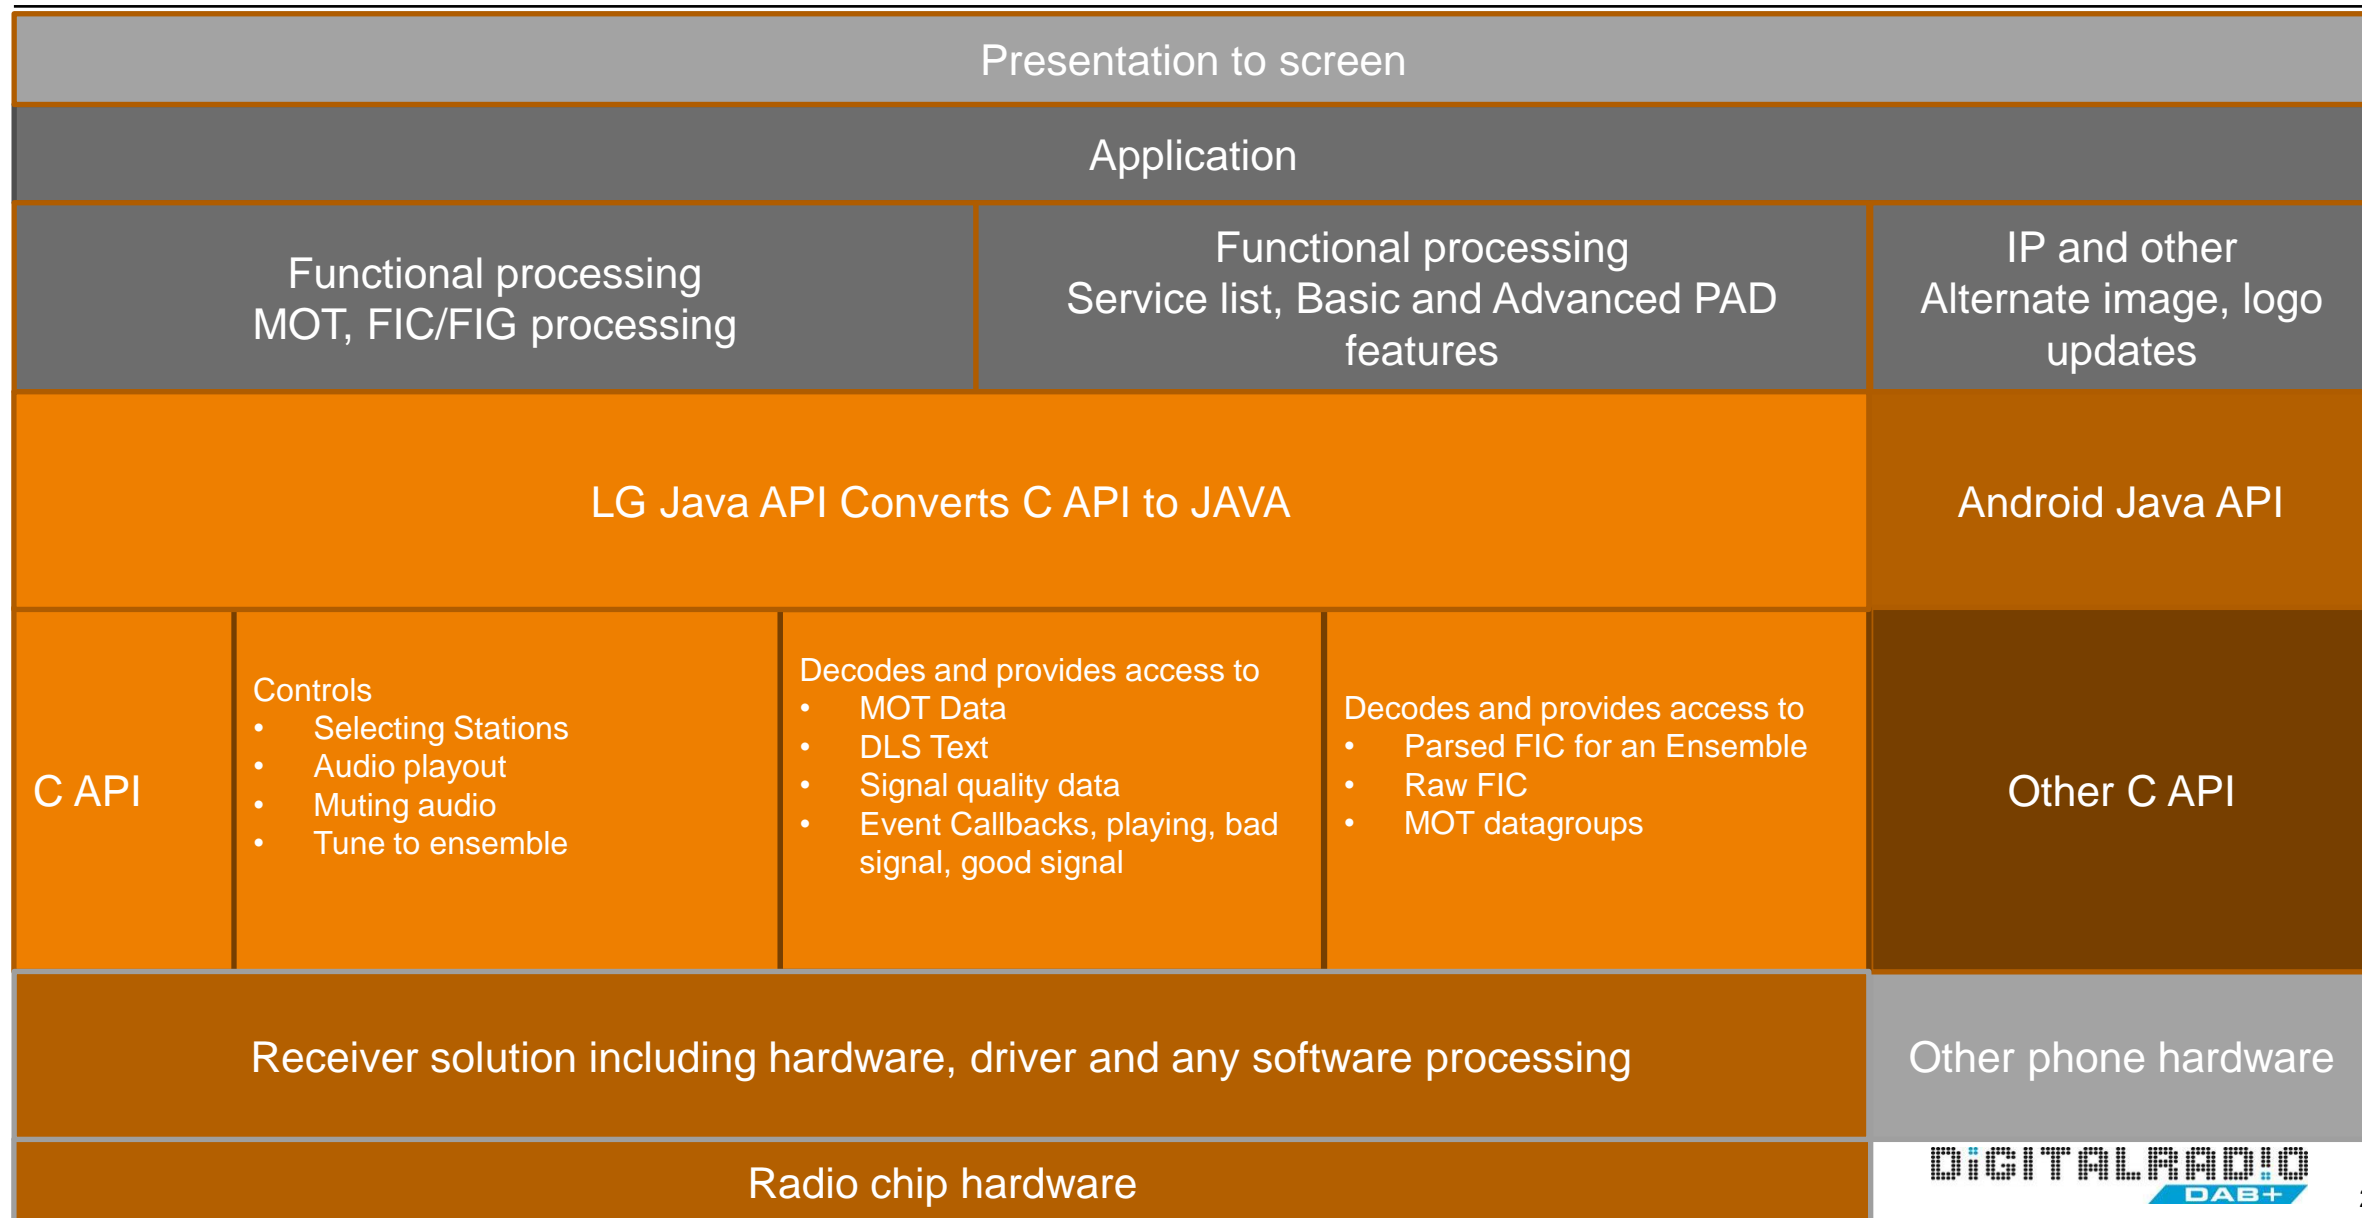 Presentation to screen
Application
Functional processing
MOT, FIC/FIG processing
Functional processing
Service list, Basic and Advanced PAD
features
IP and other
Alternate image, logo
updates
LG Java API Converts C API to JAVA
Android Java API
C API
Controls
• Selecting Stations
• Audio playout
• Muting audio
• Tune to ensemble
Decodes and provides access to
• MOT Data
• DLS Text
• Signal quality data
• Event Callbacks, playing, bad
signal, good signal
Decodes and provides access to
• Parsed FIC for an Ensemble
• Raw FIC
• MOT datagroups
Other C API
Receiver solution including hardware, driver and any software processing
Other phone hardware
Radio chip hardware
DiGITALRAD!O
DAB+